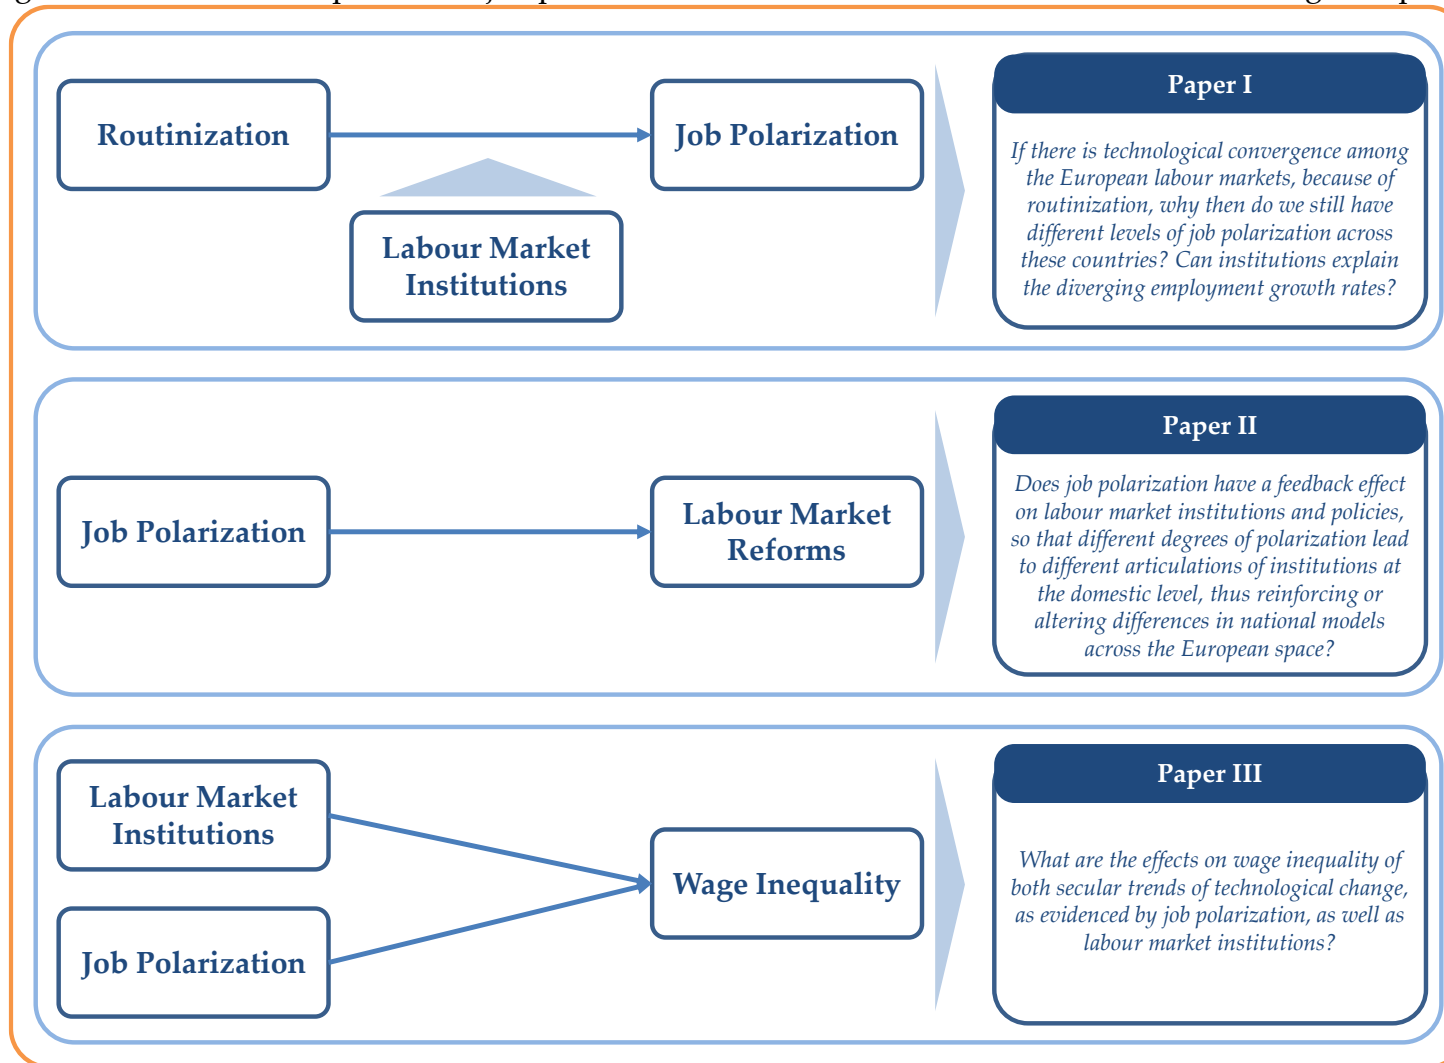 Routinization
Job Polarization
Labour Market
Institutions
Paper I
If there is technological convergence among
the European labour markets, because of
routinization, why then do we still have
different levels of job polarization across
these countries? Can institutions explain
the diverging employment growth rates?
Job Polarization
Labour Market
Reforms
Paper II
Does job polarization have a feedback effect
on labour market institutions and policies,
so that different degrees of polarization lead
to different articulations of institutions at
the domestic level, thus reinforcing or
altering differences in national models
across the European space?
Labour Market
Institutions
Job Polarization
Wage Inequality
Paper III
What are the effects on wage inequality of
both secular trends of technological change,
as evidenced by job polarization, as well as
labour market institutions?